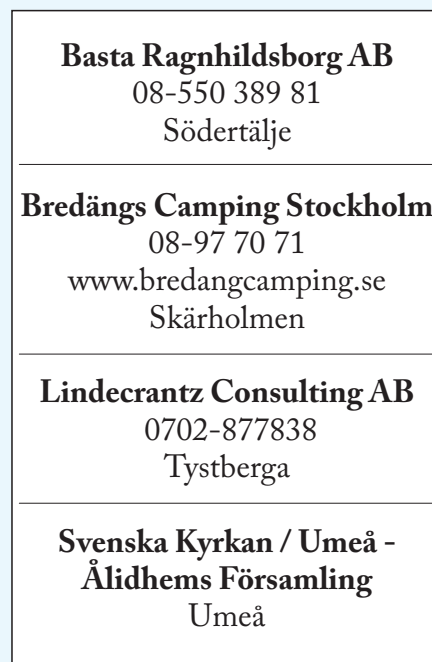 Basta Ragnhildsborg AB
08-550 389 81
Södertälje
Bredängs Camping Stockholm
08-97 70 71
www.bredangcamping.se
Skärholmen
Lindecrantz Consulting AB
0702-877838
Tystberga
Svenska Kyrkan / Umeå -
Ålidhems Församling
Umeå